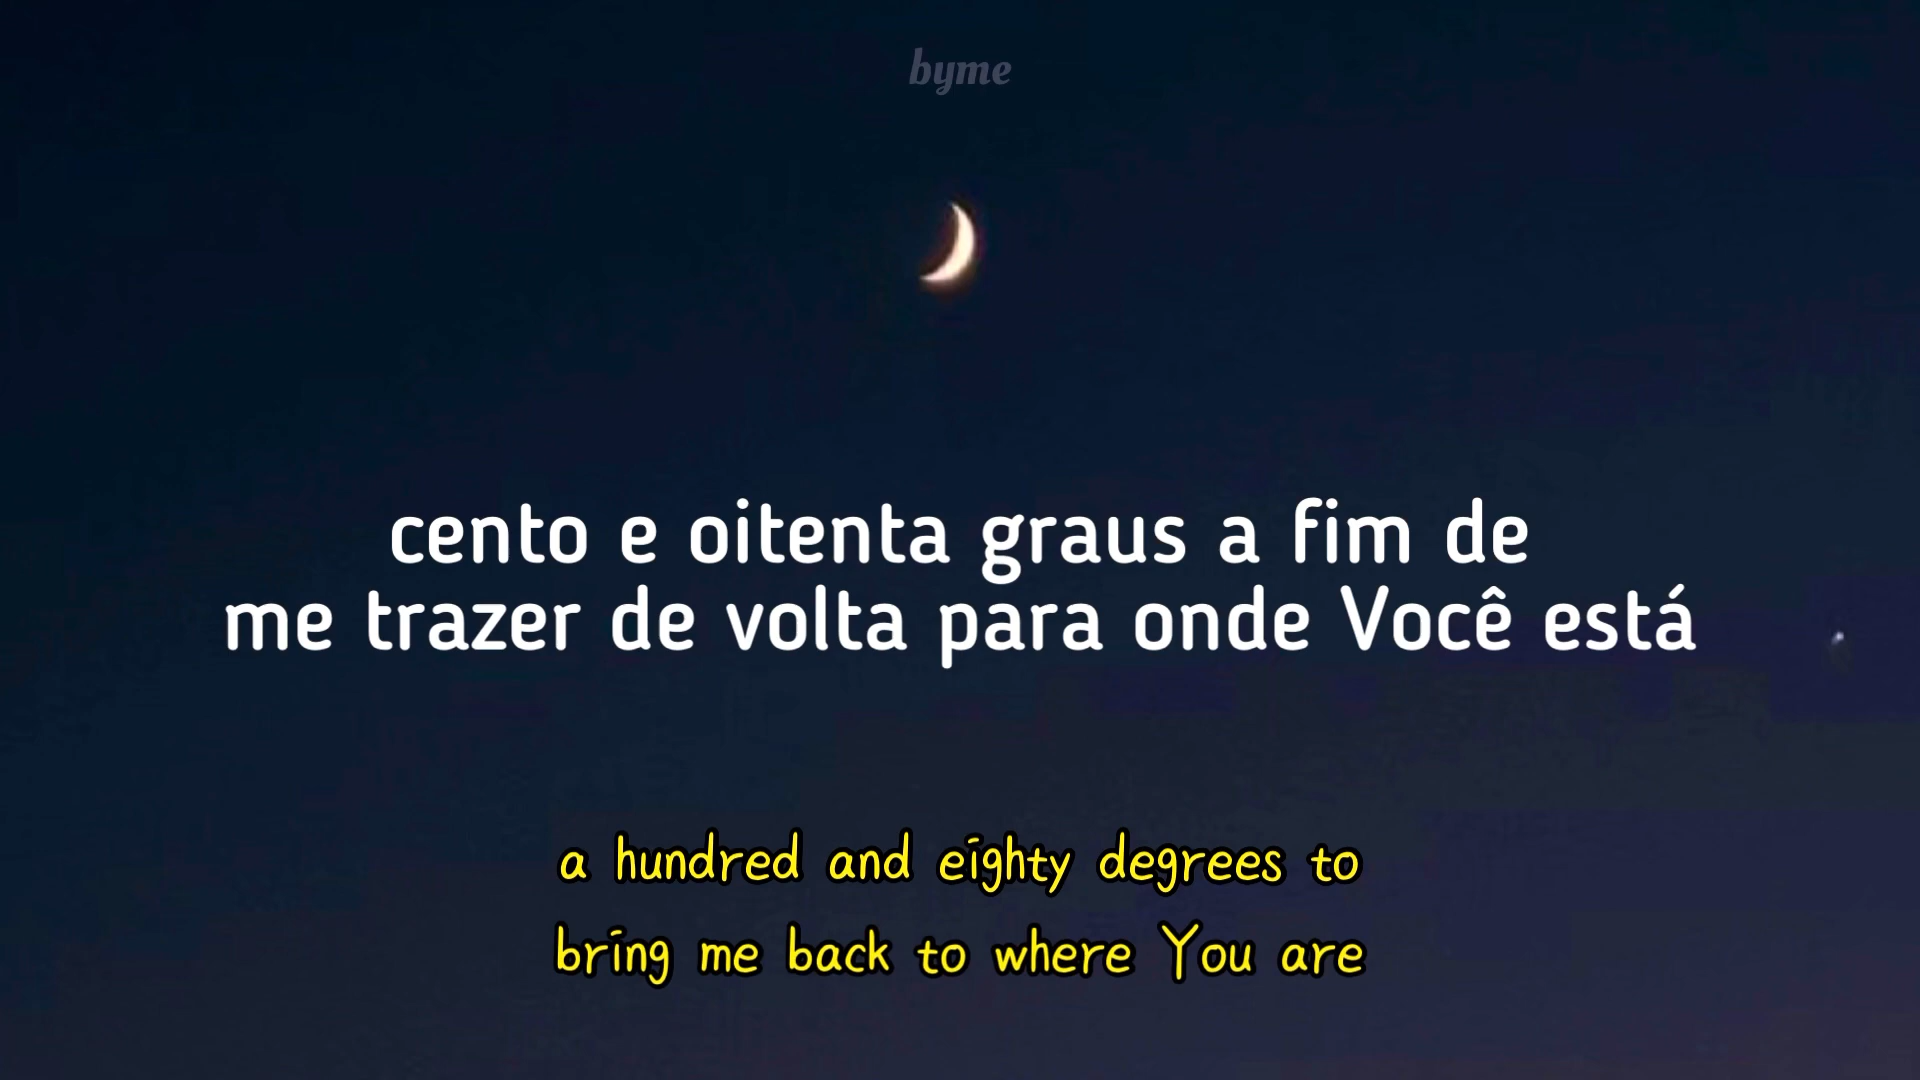 byme
cento e oitenta graus a fim de
me trazer de volta para onde Você está
a hundred and eighty degrees to
bring me back to where You are